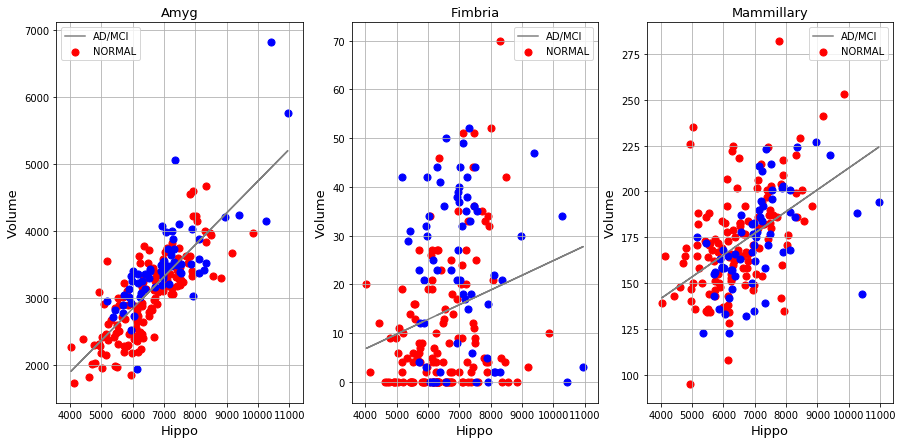 Amyg
AD/MCI
NORMAL
7000
6000
5000
4000
3000
2000
Volume
4000 5000 6000 7000 8000 9000 10000 11000
Hippo
Fimbria
AD/MCI
NORMAL
70
60
50
40
30
20
10
0
Volume
4000 5000 6000 7000 8000 9000 10000 11000
Hippo
Mammillary
AD/MCI
NORMAL
275
250
225
200
175
150
125
100
Volume
4000 5000 6000 7000 8000 9000 10000 11000
Hippo